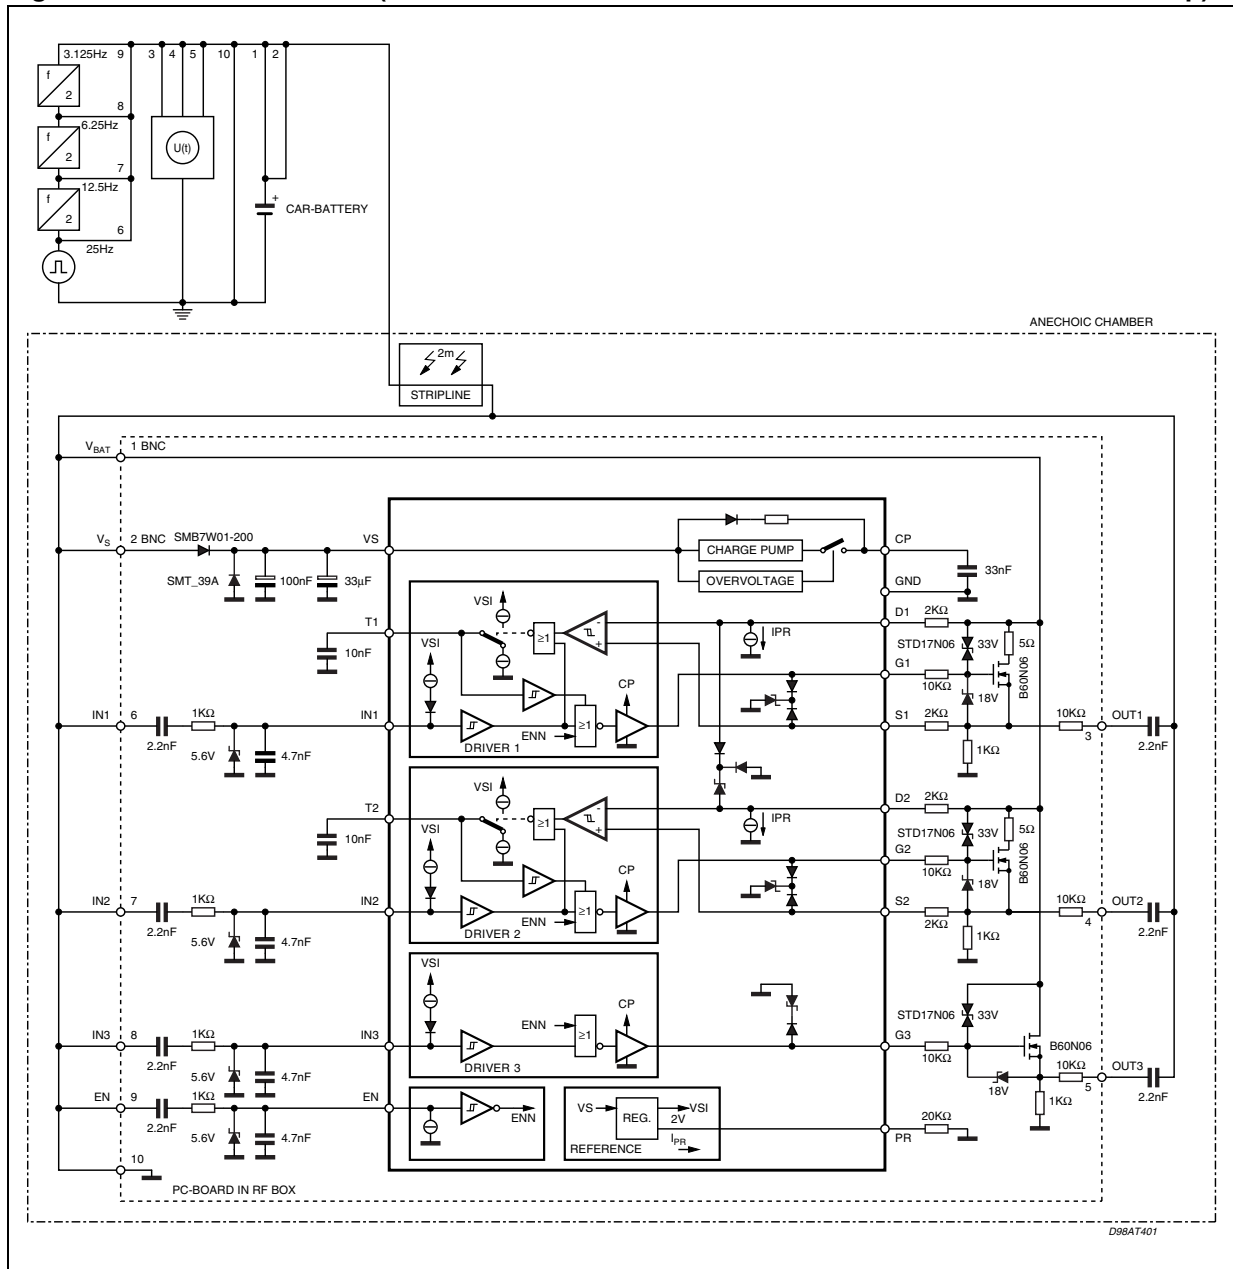 3.125Hz 9 3 4 5 10 1 2
f
2
8
6.25Hz
f
2
U(t)
7
12.5Hz
f
2
+
CAR-BATTERY
6
25Hz
ANECHOIC CHAMBER
2m
STRIPLINE
VBAT 1 BNC
VS 2 BNC SMB7W01-200 VS
CHARGE PUMP
CP
SMT_39A 100nF 33µF
OVERVOLTAGE
33nF
GND
VSI
T1
D1 2KΩ
10nF
VSI
≥1
-
+
IPR
STD17N06 33V 5Ω
CP
G1
10KΩ
18V
B60N06
IN1 6 1KΩ IN1
2.2nF
5.6V 4.7nF
ENN
≥1
DRIVER 1
S1 2KΩ
10KΩ OUT1
3
2.2nF
1KΩ
VSI
T2
D2 2KΩ
10nF
VSI
≥1
-
+
IPR
STD17N06 33V 5Ω
CP
G2
10KΩ
18V
B60N06
IN2 7 1KΩ IN2
2.2nF
5.6V 4.7nF
ENN
≥1
DRIVER 2
S2
2KΩ
10KΩ OUT2
4
2.2nF
1KΩ
VSI
CP
STD17N06 33V
IN3 8 1KΩ IN3
2.2nF
5.6V 4.7nF
ENN
≥1
DRIVER 3
G3
10KΩ
B60N06
10KΩ OUT3
5
2.2nF
18V
1KΩ
EN 9 1KΩ EN
2.2nF
5.6V 4.7nF
ENN
VS REG. VSI
2V
IPR
REFERENCE
20KΩ
PR
10
PC-BOARD IN RF BOX
D98AT401